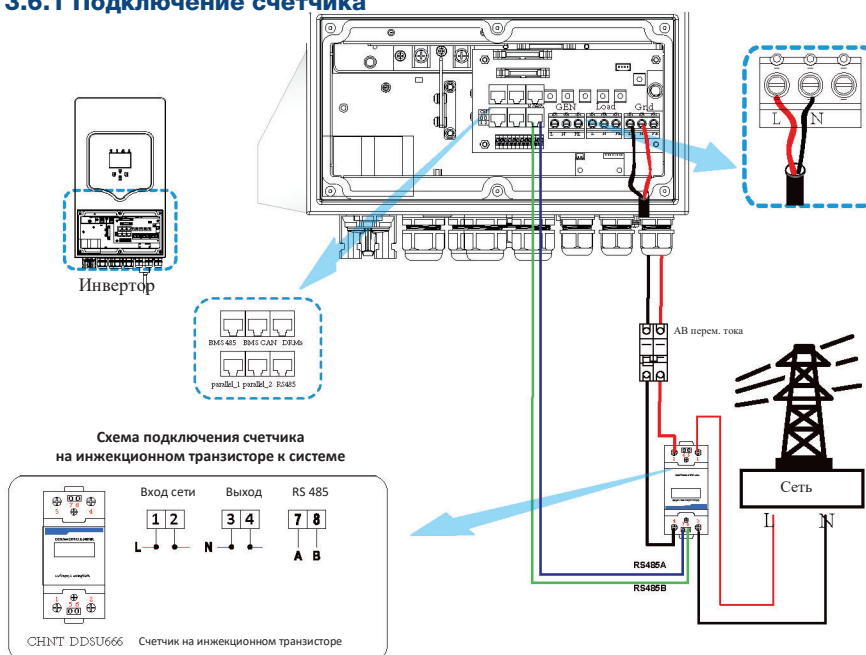 3.6.1 Подключение счетчика
GEN Load Grid
L N
Инвертор
BMS 485 BMS CAN DRMs
parallel_1 parallel_2 RS485
АВ перем. тока
Схема подключения счетчика
на инжекционном транзисторе к системе
Вход сети Выход RS 485
1 2 3 4 7 8
L N A B
CHNT DDSU666 Счетчик на инжекционном транзисторе
Сеть
L N
RS485A
RS485B